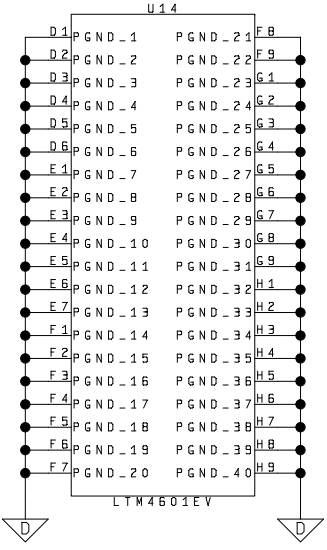 U14
D1 PGND_1 PGND_21 F8
D2 PGND_2 PGND_22 F9
D3 PGND_3 PGND_23 G1
D4 PGND_4 PGND_24 G2
D5 PGND_5 PGND_25 G3
D6 PGND_6 PGND_26 G4
E1 PGND_7 PGND_27 G5
E2 PGND_8 PGND_28 G6
E3 PGND_9 PGND_29 G7
E4 PGND_10 PGND_30 G8
E5 PGND_11 PGND_31 G9
E6 PGND_12 PGND_32 H1
E7 PGND_13 PGND_33 H2
F1 PGND_14 PGND_34 H3
F2 PGND_15 PGND_35 H4
F3 PGND_16 PGND_36 H5
F4 PGND_17 PGND_37 H6
F5 PGND_18 PGND_38 H7
F6 PGND_19 PGND_39 H8
F7 PGND_20 PGND_40 H9
LTM4601EV
D D